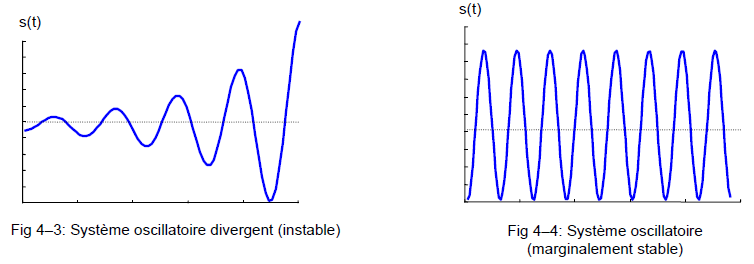 s(t)
Fig 4–3: Système oscillatoire divergent (instable)
s(t)
Fig 4–4: Système oscillatoire
(marginalement stable)